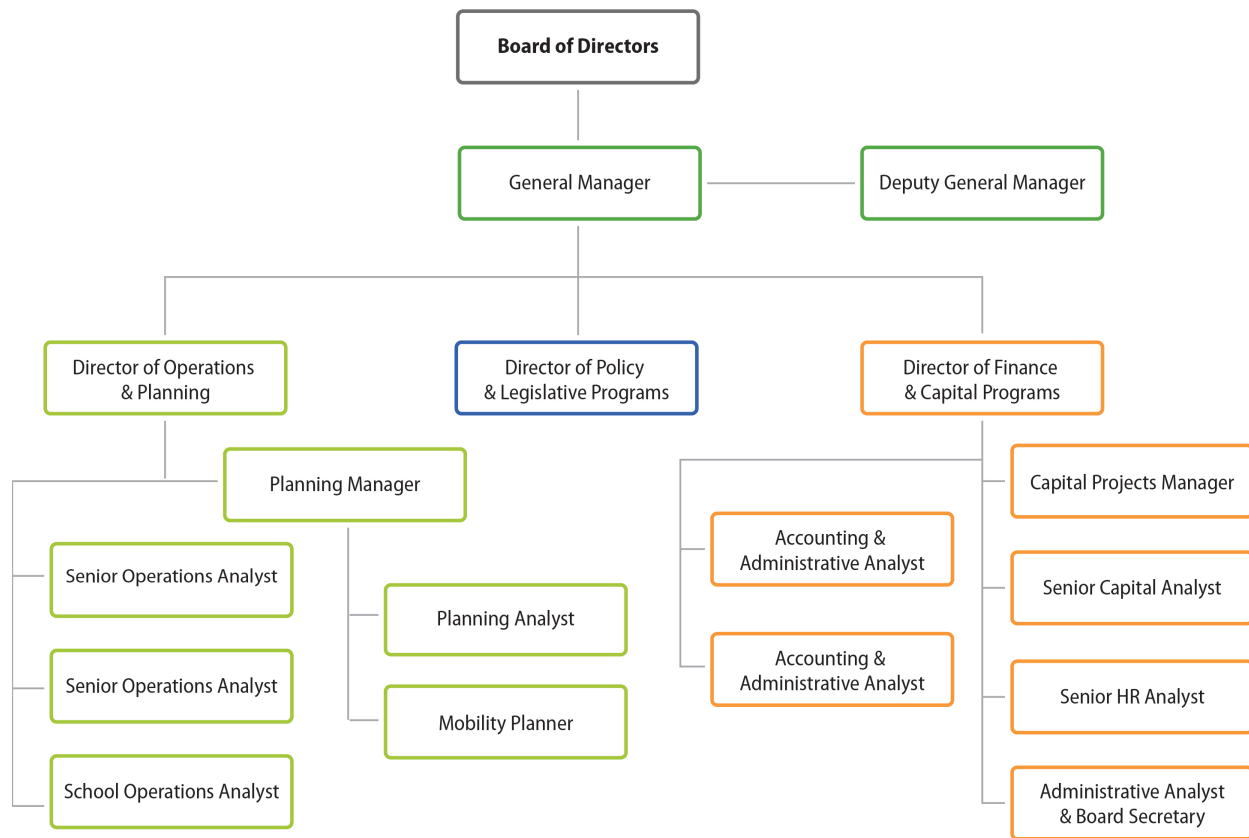 Board of Directors
General Manager
Deputy General Manager
Director of Operations
& Planning
Director of Policy
& Legislative Programs
Director of Finance
& Capital Programs
Planning Manager
Senior Operations Analyst
Senior Operations Analyst
School Operations Analyst
Planning Analyst
Mobility Planner
Accounting &
Administrative Analyst
Accounting &
Administrative Analyst
Capital Projects Manager
Senior Capital Analyst
Senior HR Analyst
Administrative Analyst
& Board Secretary